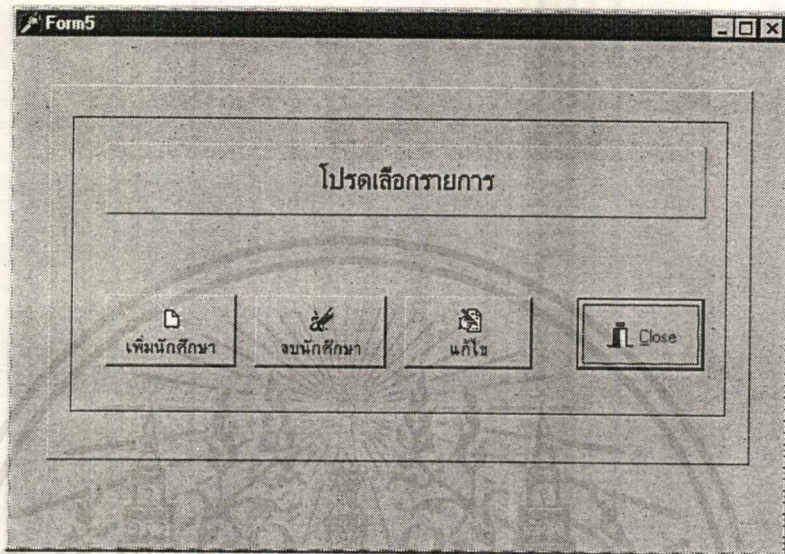 Form5
โปรดเลือกรายการ
เพิ่มนักศึกษา
ลบนักศึกษา
แก้ไข
Close